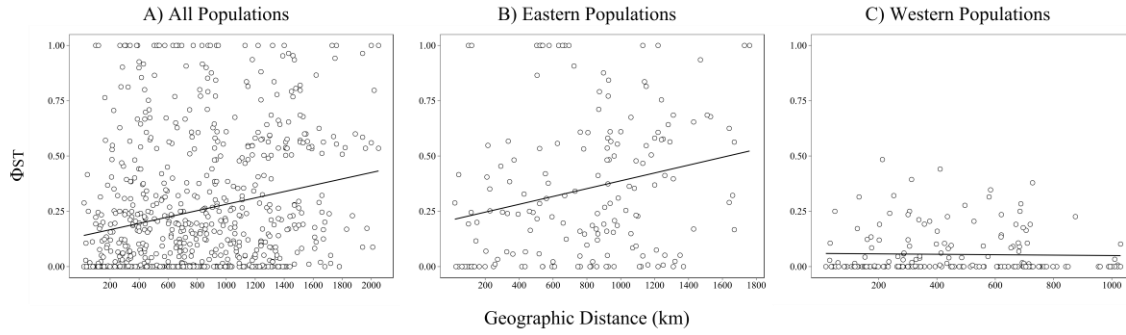 A) All Populations
B) Eastern Populations
C) Western Populations
ΦST
1.00
0.75
0.50
0.25
0.00
200 400 600 800 1000 1200 1400 1600 1800 2000
1.00
0.75
0.50
0.25
0.00
200 400 600 800 1000 1200 1400 1600 1800
1.00
0.75
0.50
0.25
0.00
200 400 600 800 1000
Geographic Distance (km)